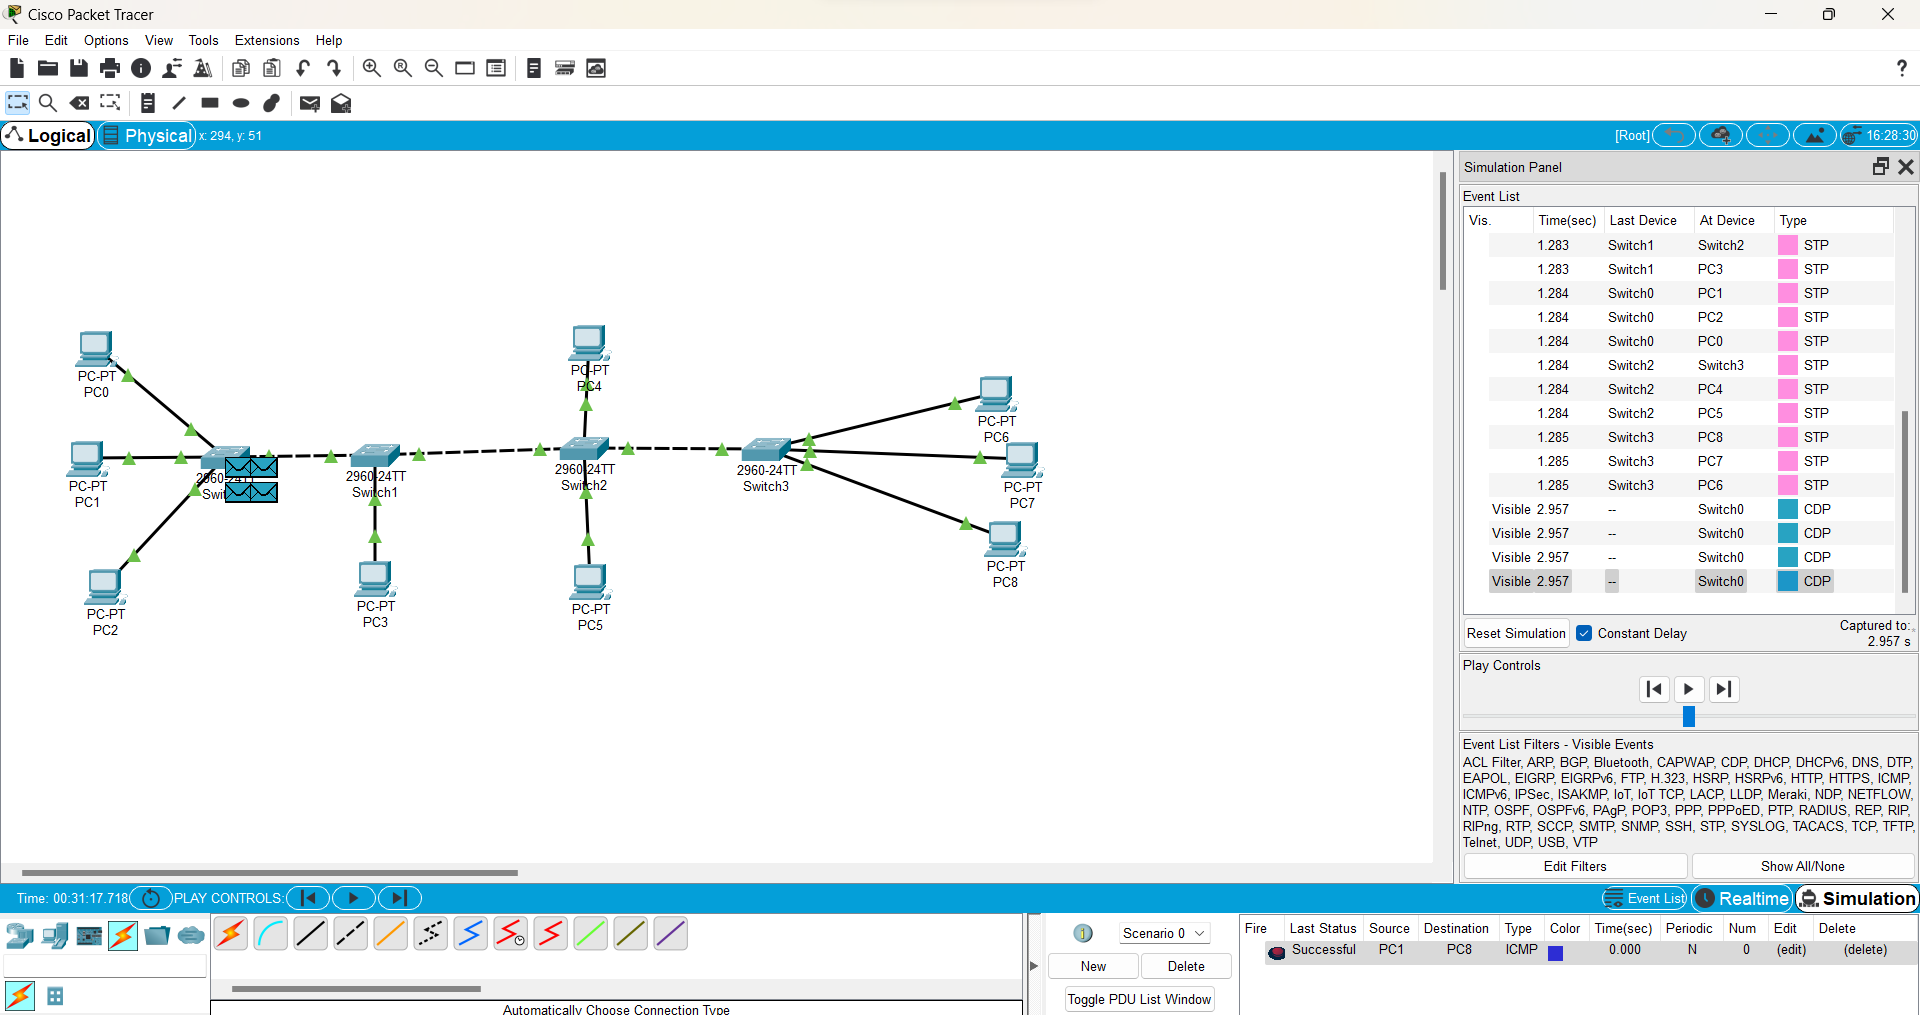 Cisco Packet Tracer
File Edit Options View Tools Extensions Help
Logical Physical x: 294, y: 51 [Root] 16:28:30
Simulation Panel
Event List
Vis. Time(sec) Last Device At Device Type
1.283 Switch1 Switch2 STP
1.283 Switch1 PC3 STP
1.284 Switch0 PC1 STP
1.284 Switch0 PC2 STP
1.284 Switch0 PC0 STP
1.284 Switch2 Switch3 STP
1.284 Switch2 PC4 STP
1.284 Switch2 PC5 STP
1.285 Switch3 PC8 STP
1.285 Switch3 PC7 STP
1.285 Switch3 PC6 STP
Visible 2.957 -- Switch0 CDP
Visible 2.957 -- Switch0 CDP
Visible 2.957 -- Switch0 CDP
Visible 2.957 -- Switch0 CDP
Reset Simulation Constant Delay Captured to:
2.957 s
Play Controls
Event List Filters - Visible Events
ACL Filter, ARP, BGP, Bluetooth, CAPWAP, CDP, DHCP, DHCPv6, DNS, DTP,
EAPOL, EIGRP, EIGRPv6, FTP, H.323, HSRP, HSRPv6, HTTP, HTTPS, ICMP,
ICMPv6, IPSec, ISAKMP, IoT, IoT TCP, LACP, LLDP, Meraki, NDP, NETFLOW,
NTP, OSPF, OSPFv6, PAgP, POP3, PPP, PPPoED, PTP, RADIUS, REP, RIP,
RIPng, RTP, SCCP, SMTP, SNMP, SSH, STP, SYSLOG, TACACS, TCP, TFTP,
Telnet, UDP, USB, VTP
Edit Filters Show All/None
PC-PT
PC0
PC-PT
PC1
PC-PT
PC2
2960-24TT
2960-24TT
Switch1
PC-PT
PC3
PC-PT
PC4
2960-24TT
Switch2
PC-PT
PC5
2960-24TT
Switch3
PC-PT
PC6
PC-PT
PC7
PC-PT
PC8
Time: 00:31:17.718 PLAY CONTROLS: Event List Realtime Simulation
Scenario 0
New Delete
Toggle PDU List Window
Fire Last Status Source Destination Type Color Time(sec) Periodic Num Edit Delete
Successful PC1 PC8 ICMP 0.000 N 0 (edit) (delete)
Automatically Choose Connection Type